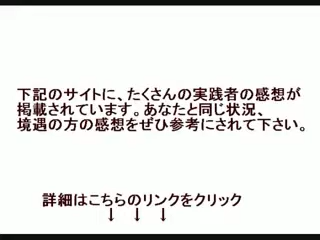 下記のサイトに、たくさんの実践者の感想が
掲載されています。あなたと同じ状況、
境遇の方の感想をぜひ参考にされて下さい。
詳細はこちらのリンクをクリック
↓ ↓ ↓